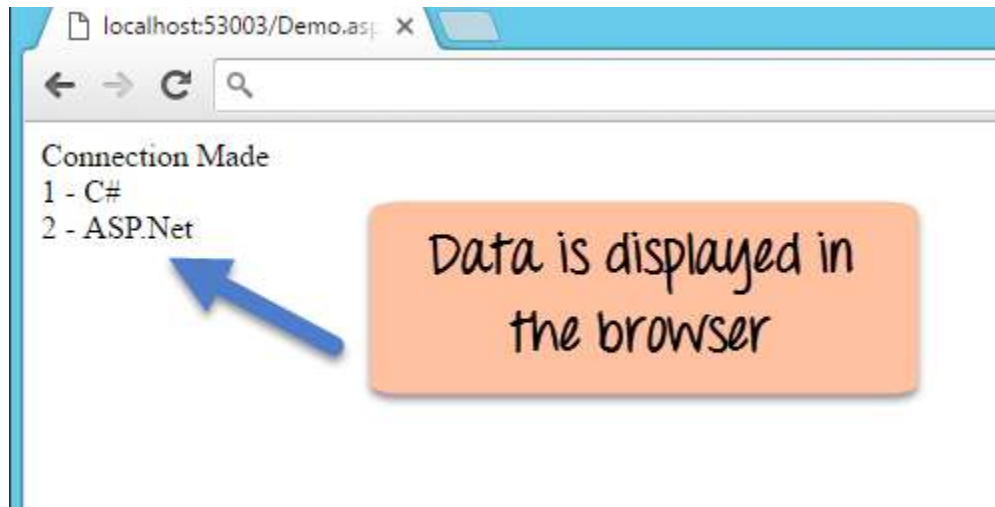 localhost:53003/Demo.asp
Connection Made
1 - C#
2 - ASP.Net
Data is displayed in
the browser